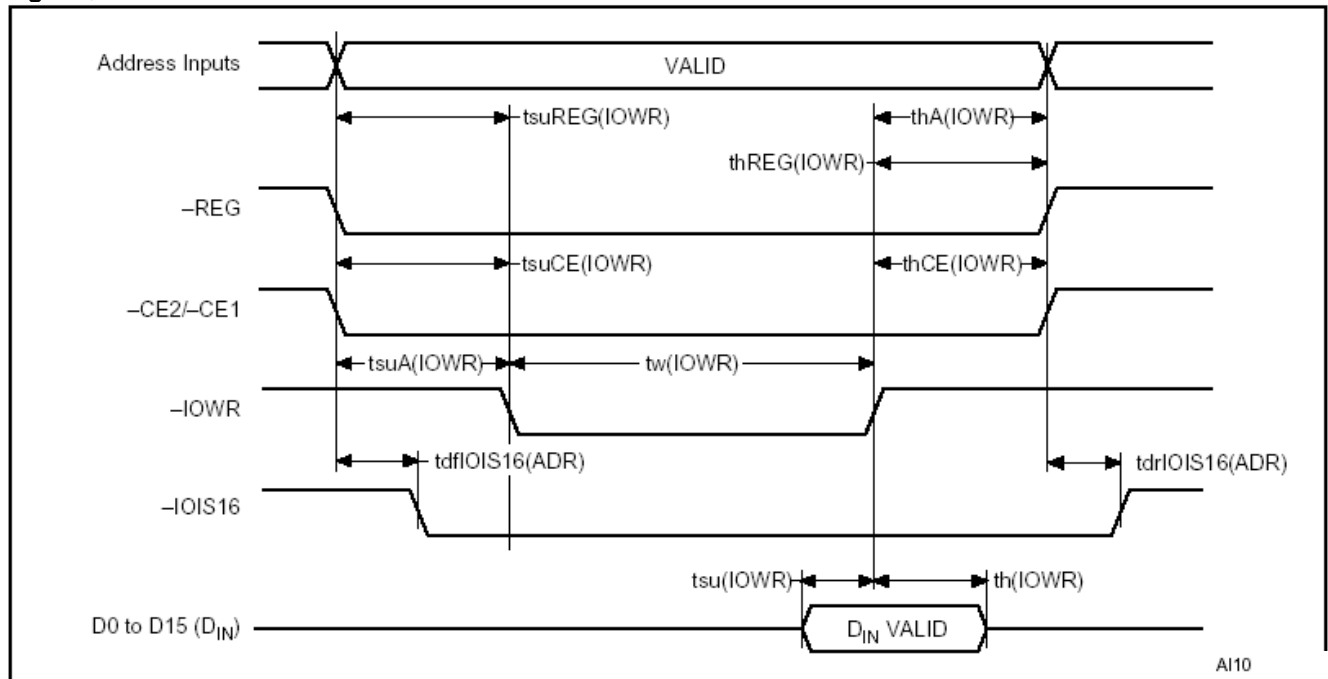 Address Inputs
VALID
tsuREG(IOWR)
thA(IOWR)
thREG(IOWR)
–REG
tsuCE(IOWR)
thCE(IOWR)
–CE2/–CE1
tsuA(IOWR)
tw(IOWR)
–IOWR
tdfIOIS16(ADR)
tdrIOIS16(ADR)
–IOIS16
tsu(IOWR)
th(IOWR)
D0 to D15 (DIN)
DIN VALID
AI10